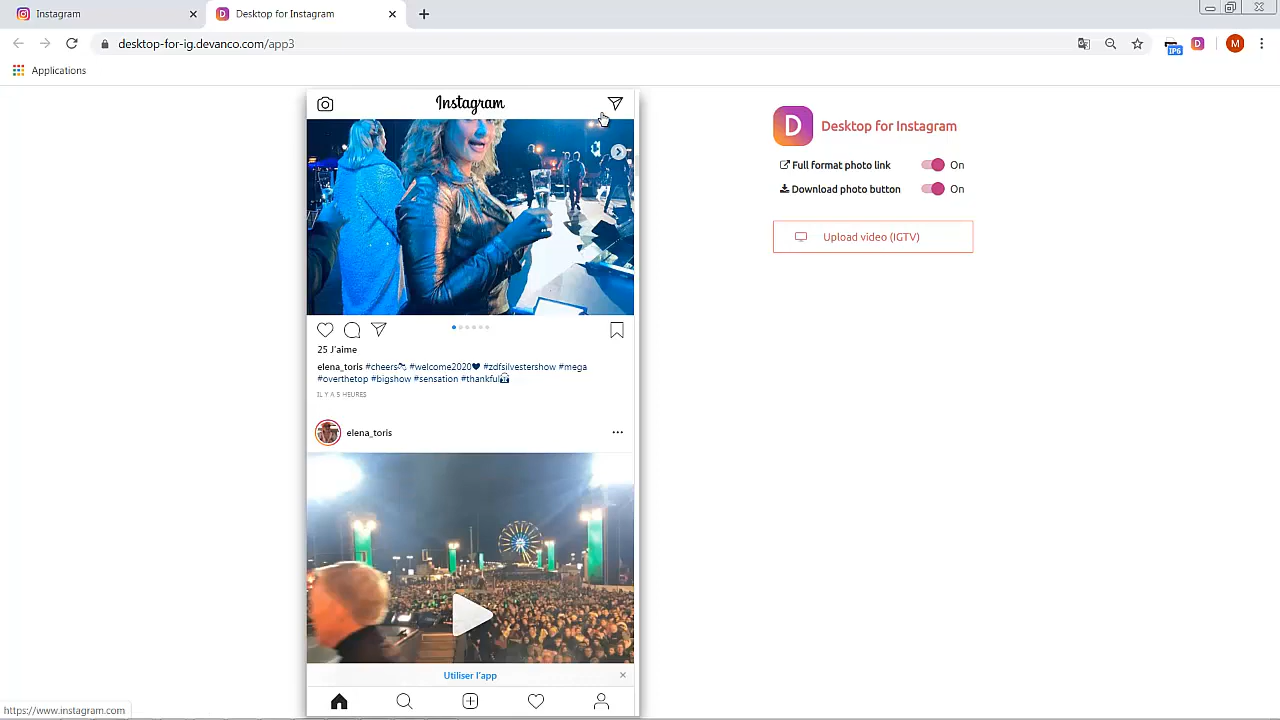 Instagram
Desktop for Instagram
desktop-for-ig.devanco.com/app3
IP6
D
M
Applications
Instagram
D
Desktop for Instagram
Full format photo link
On
Download photo button
On
Upload video (IGTV)
25 J'aime
elena_toris #cheers #welcome2020 #zdfsilvestershow #mega
#overthetop #bigshow #sensation #thankful
IL Y A 5 HEURES
elena_toris
Utiliser l'app
https://www.instagram.com